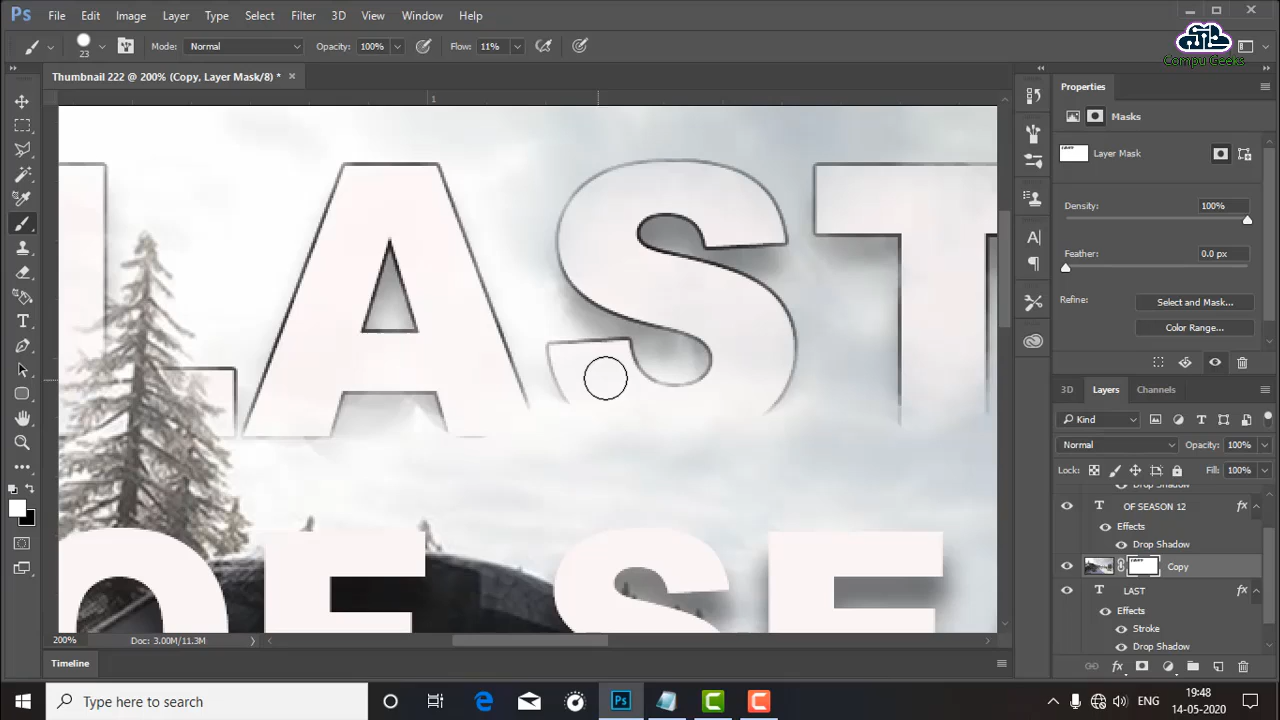 Ps File Edit Image Layer Type Select Filter 3D View Window Help
23 Mode: Normal Opacity: 100% Flow: 11%
Compu Geeks
Thumbnail 222 @ 200% (Copy, Layer Mask/8) * ×
1
LAST
OF SE
200% Doc: 3.00M/11.3M
Timeline
Properties
Masks
Layer Mask
Density: 100%
Feather: 0.0 px
Refine: Select and Mask...
Color Range...
3D Layers Channels
Kind
Normal Opacity: 100%
Lock: Fill: 100%
Drop Shadow
T OF SEASON 12 fx
Effects
Drop Shadow
Copy
T LAST fx
Effects
Stroke
Drop Shadow
Type here to search
ENG 19:48
14-05-2020